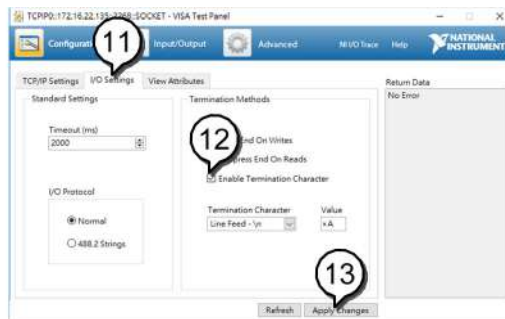 TCPIP0::172.16.22.135::2268::SOCKET - VISA Test Panel
Configuration
Input/Output
Advanced
NI I/O Trace
Help
NATIONAL
INSTRUMENTS
11
TCP/IP Settings
I/O Settings
View Attributes
Return Data
No Error
Standard Settings
Termination Methods
Timeout (ms)
2000
12
End On Writes
Suppress End On Reads
Enable Termination Character
I/O Protocol
Normal
488.2 Strings
Termination Character
Value
Line Feed - \n
xA
13
Refresh
Apply Changes